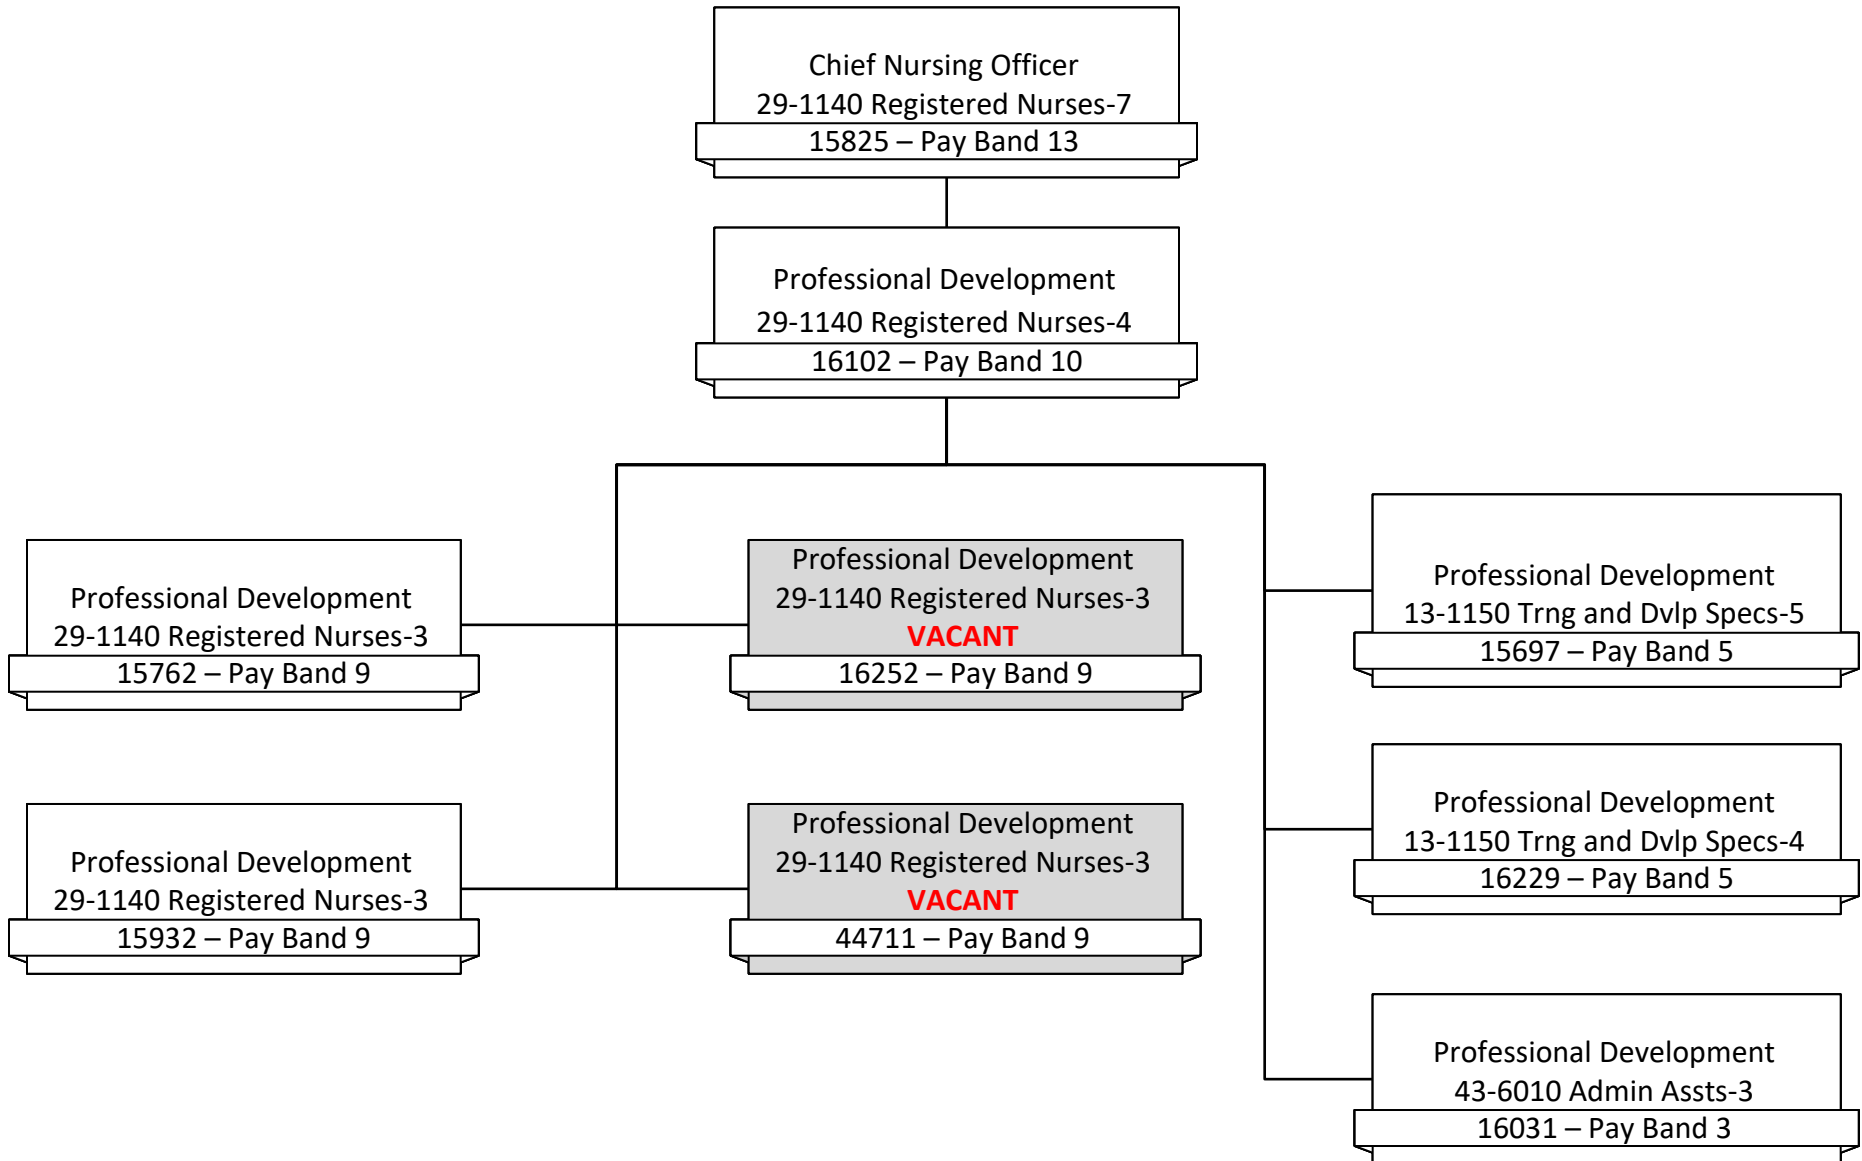 Chief Nursing Officer
29-1140 Registered Nurses-7
15825 – Pay Band 13
Professional Development
29-1140 Registered Nurses-4
16102 – Pay Band 10
Professional Development
29-1140 Registered Nurses-3
15762 – Pay Band 9
Professional Development
29-1140 Registered Nurses-3
VACANT
16252 – Pay Band 9
Professional Development
13-1150 Trng and Dvlp Specs-5
15697 – Pay Band 5
Professional Development
29-1140 Registered Nurses-3
15932 – Pay Band 9
Professional Development
29-1140 Registered Nurses-3
VACANT
44711 – Pay Band 9
Professional Development
13-1150 Trng and Dvlp Specs-4
16229 – Pay Band 5
Professional Development
43-6010 Admin Assts-3
16031 – Pay Band 3